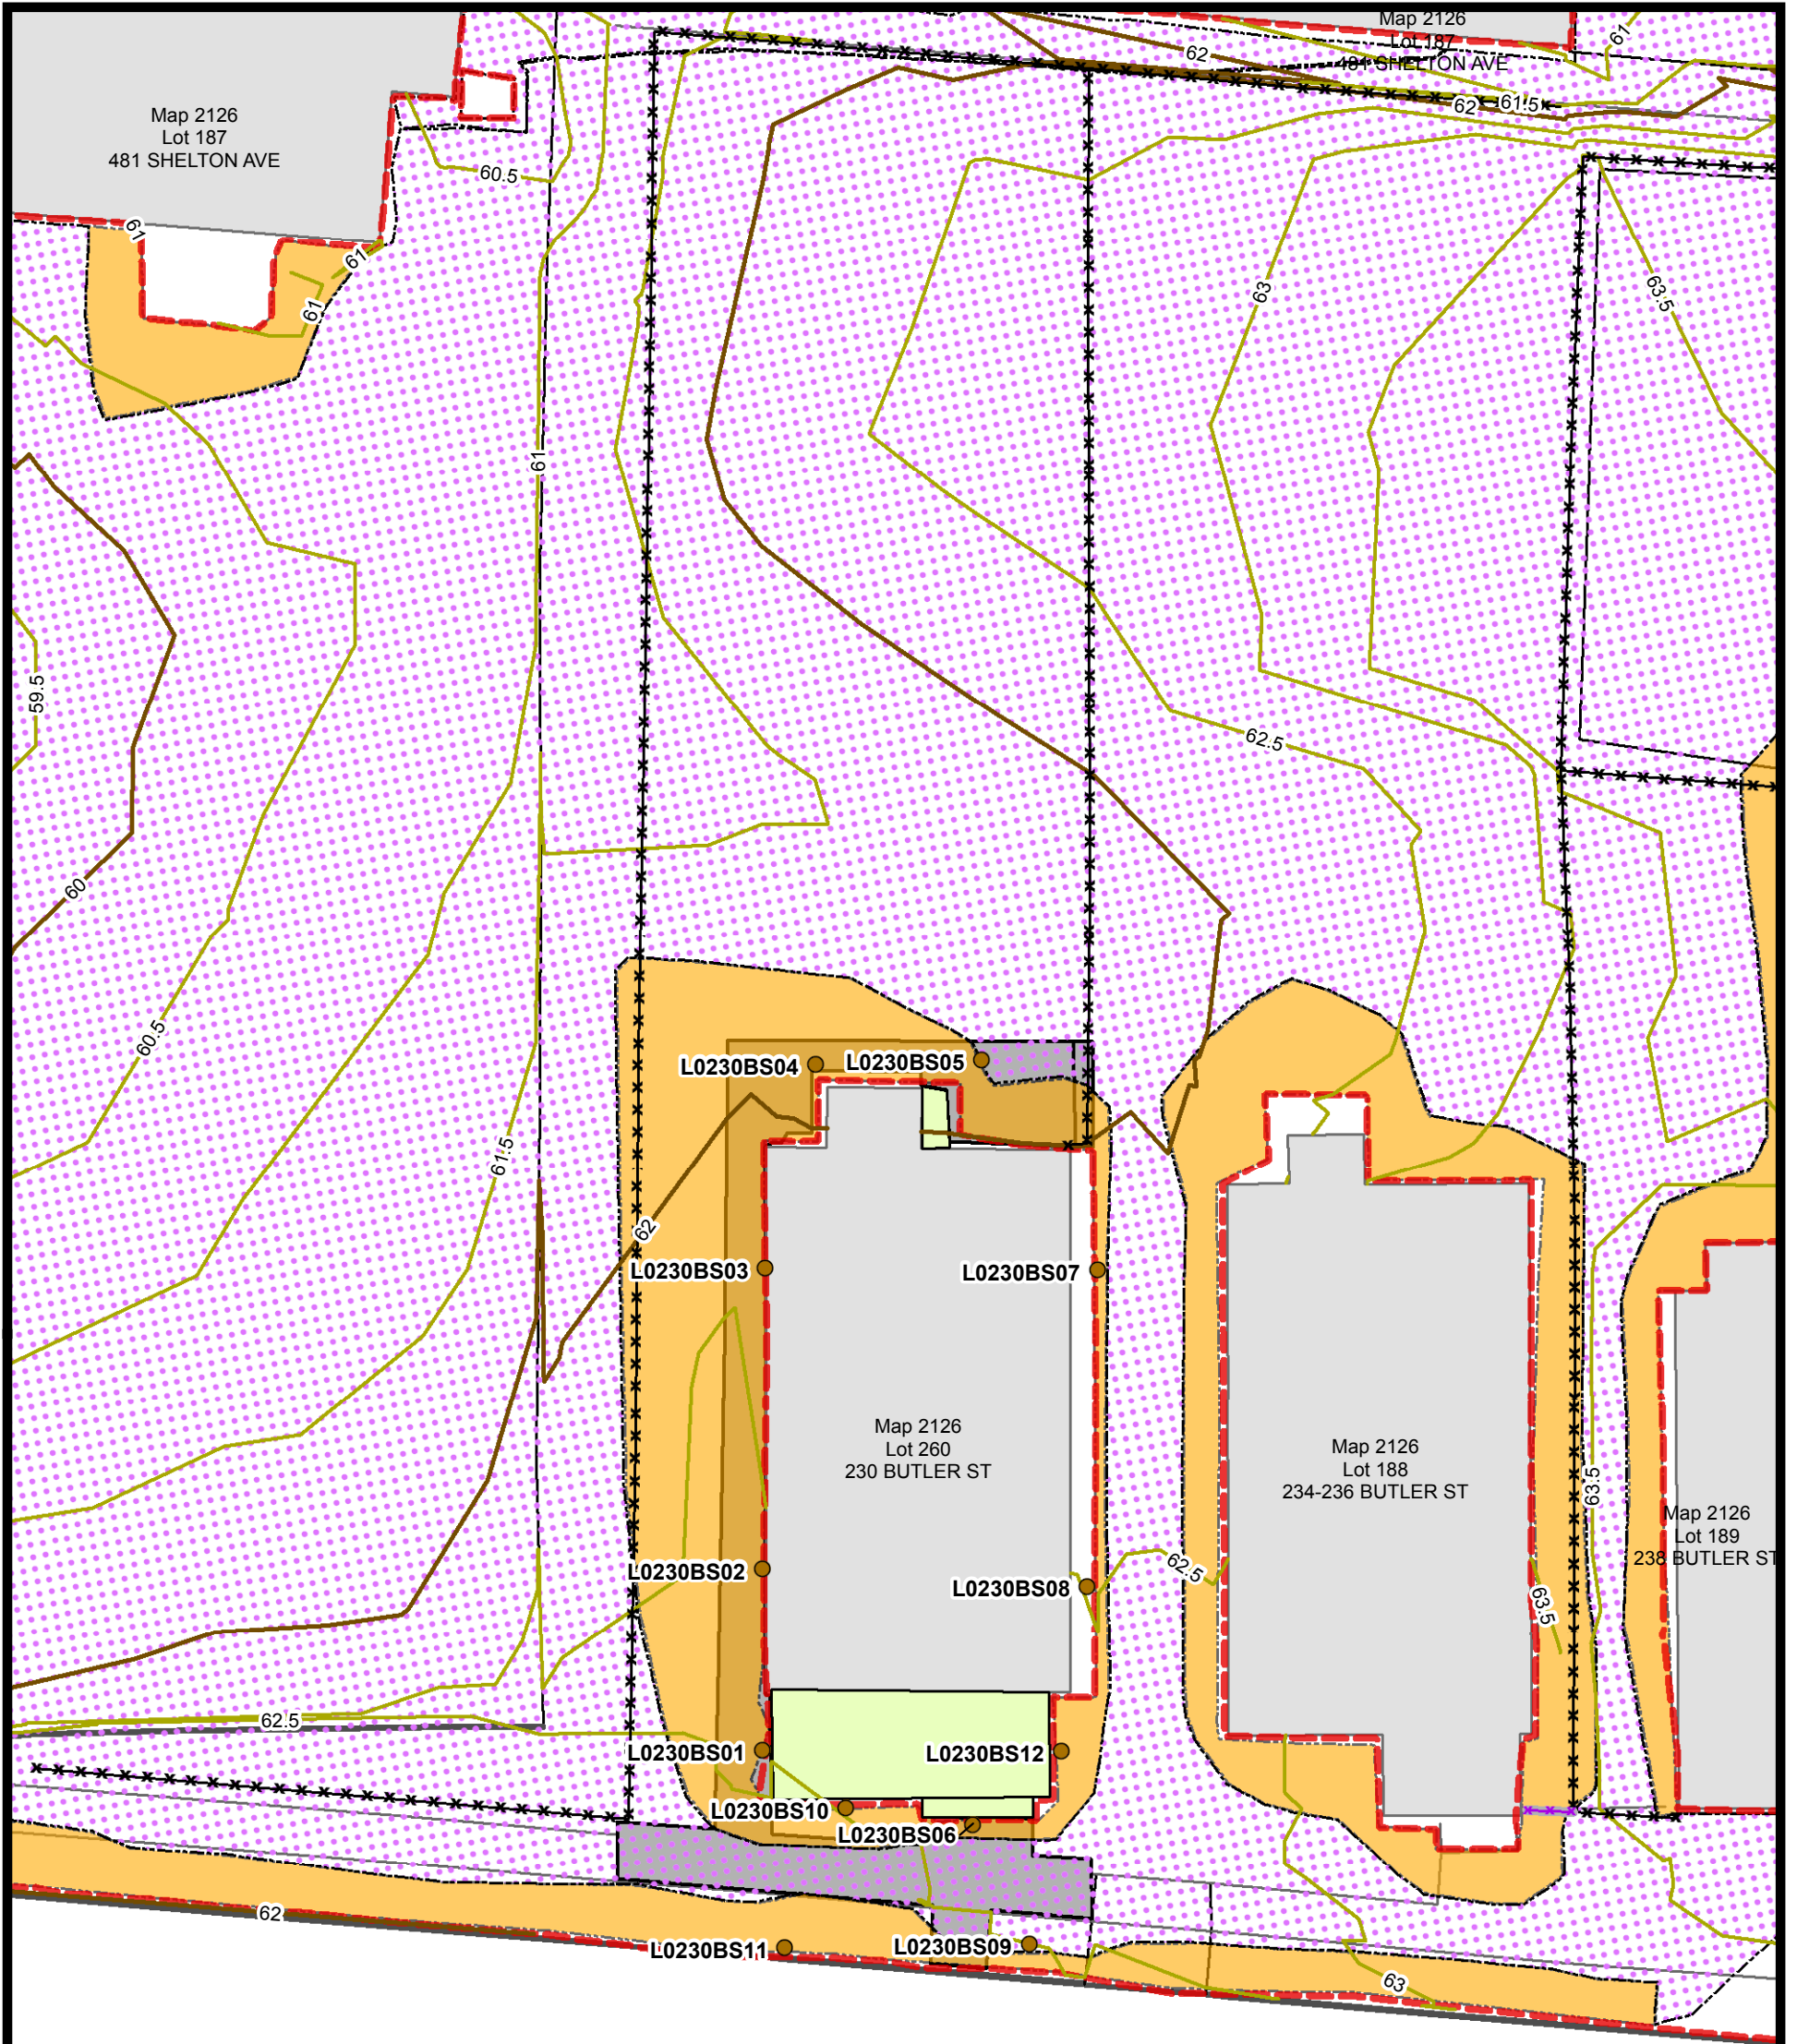 Map 2126
Lot 187
481 SHELTON AVE
61
62
61.5
62
Map 2126
Lot 187
481 SHELTON AVE
60.5
61
61
61
63
63.5
61
59.5
62.5
60
60.5
L0230BS04
L0230BS05
61.5
62
L0230BS03
L0230BS07
Map 2126
Lot 260
230 BUTLER ST
Map 2126
Lot 188
234-236 BUTLER ST
63.5
Map 2126
Lot 189
238 BUTLER ST
L0230BS02
L0230BS08
62.5
63.5
62.5
L0230BS01
L0230BS12
L0230BS10
L0230BS06
62
L0230BS11
L0230BS09
63